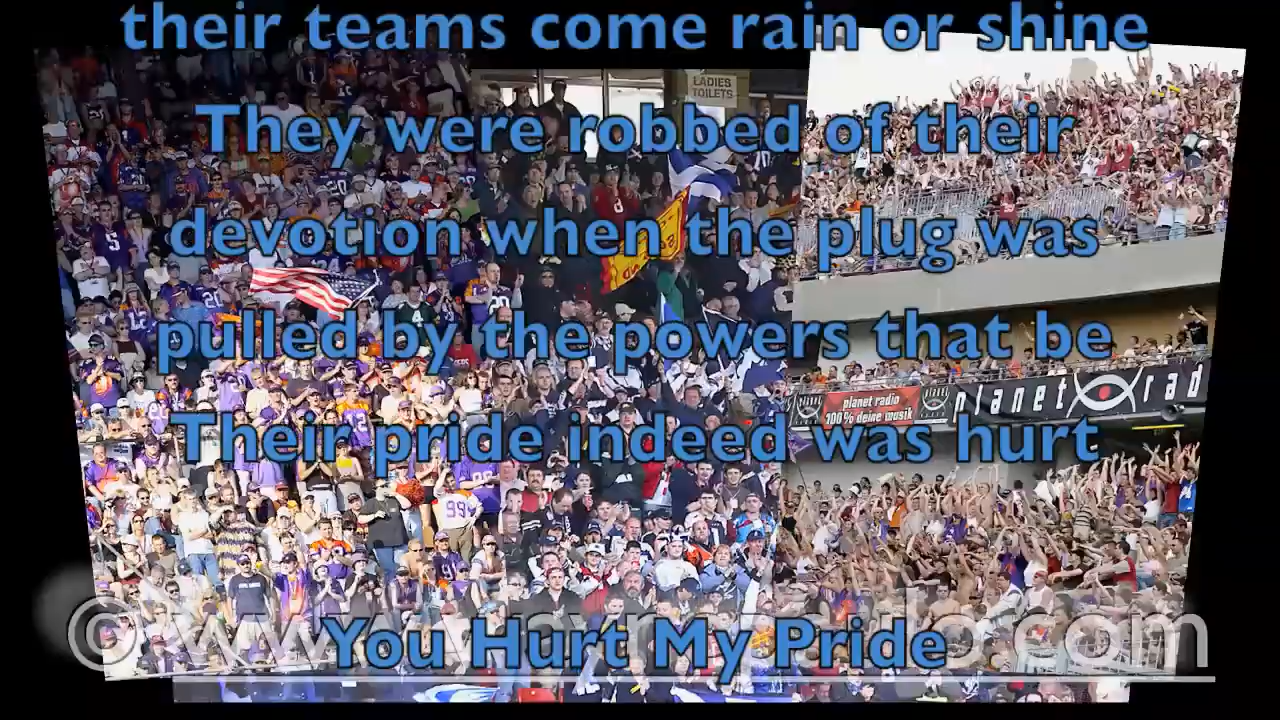 their teams come rain or shine
LADIES
TOILETS
They were robbed of their
devotion when the plug was
pulled by the powers that be
planet radio
100% deine musik
planet rad
Their pride indeed was hurt
You Hurt My Pride
© www. .com